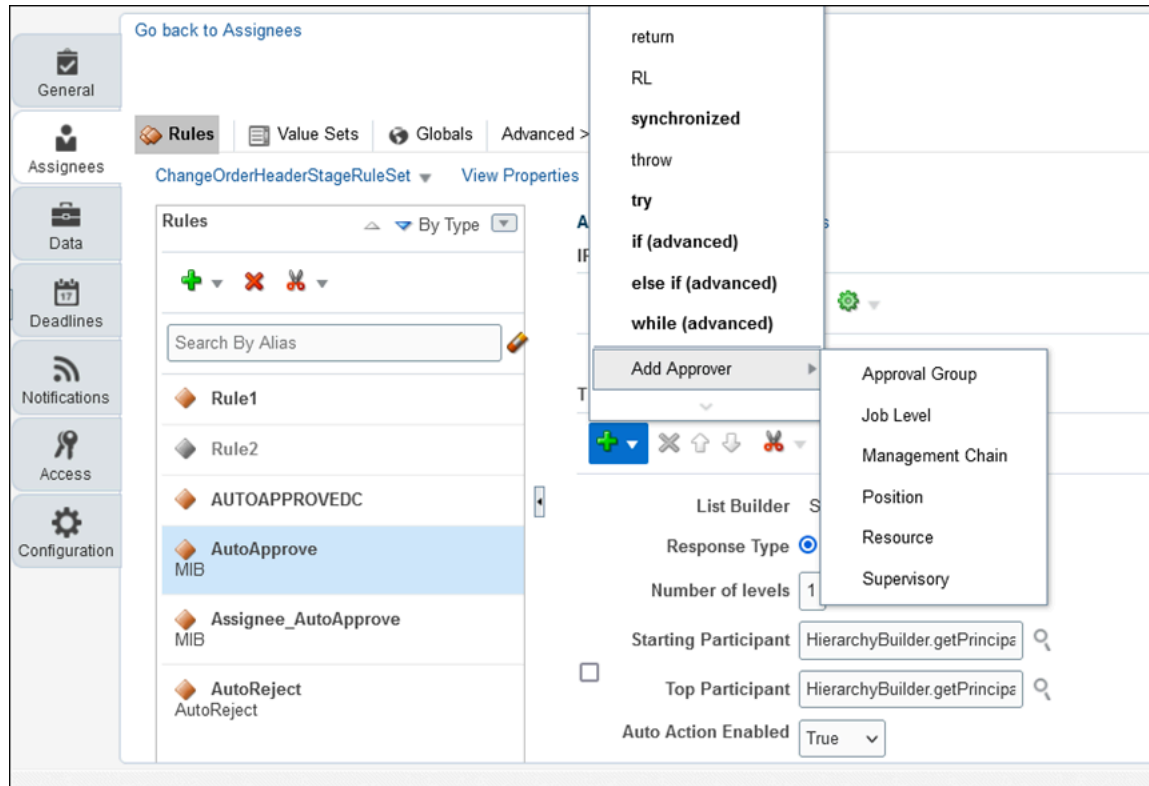 Go back to Assignees
General
Assignees
Data
17
Deadlines
Notifications
Access
Configuration
Rules
Value Sets
Globals
Advanced >
ChangeOrderHeaderStageRuleSet
View Properties
Rules
By Type
Search By Alias
Rule1
Rule2
AUTOAPPROVEDC
AutoApprove
MIB
Assignee_AutoApprove
MIB
AutoReject
AutoReject
return
RL
synchronized
throw
try
if (advanced)
else if (advanced)
while (advanced)
Add Approver
Approval Group
Job Level
Management Chain
Position
Resource
Supervisory
List Builder
Response Type
Number of levels 1
Starting Participant HierarchyBuilder.getPrincipa
Top Participant HierarchyBuilder.getPrincipa
Auto Action Enabled True